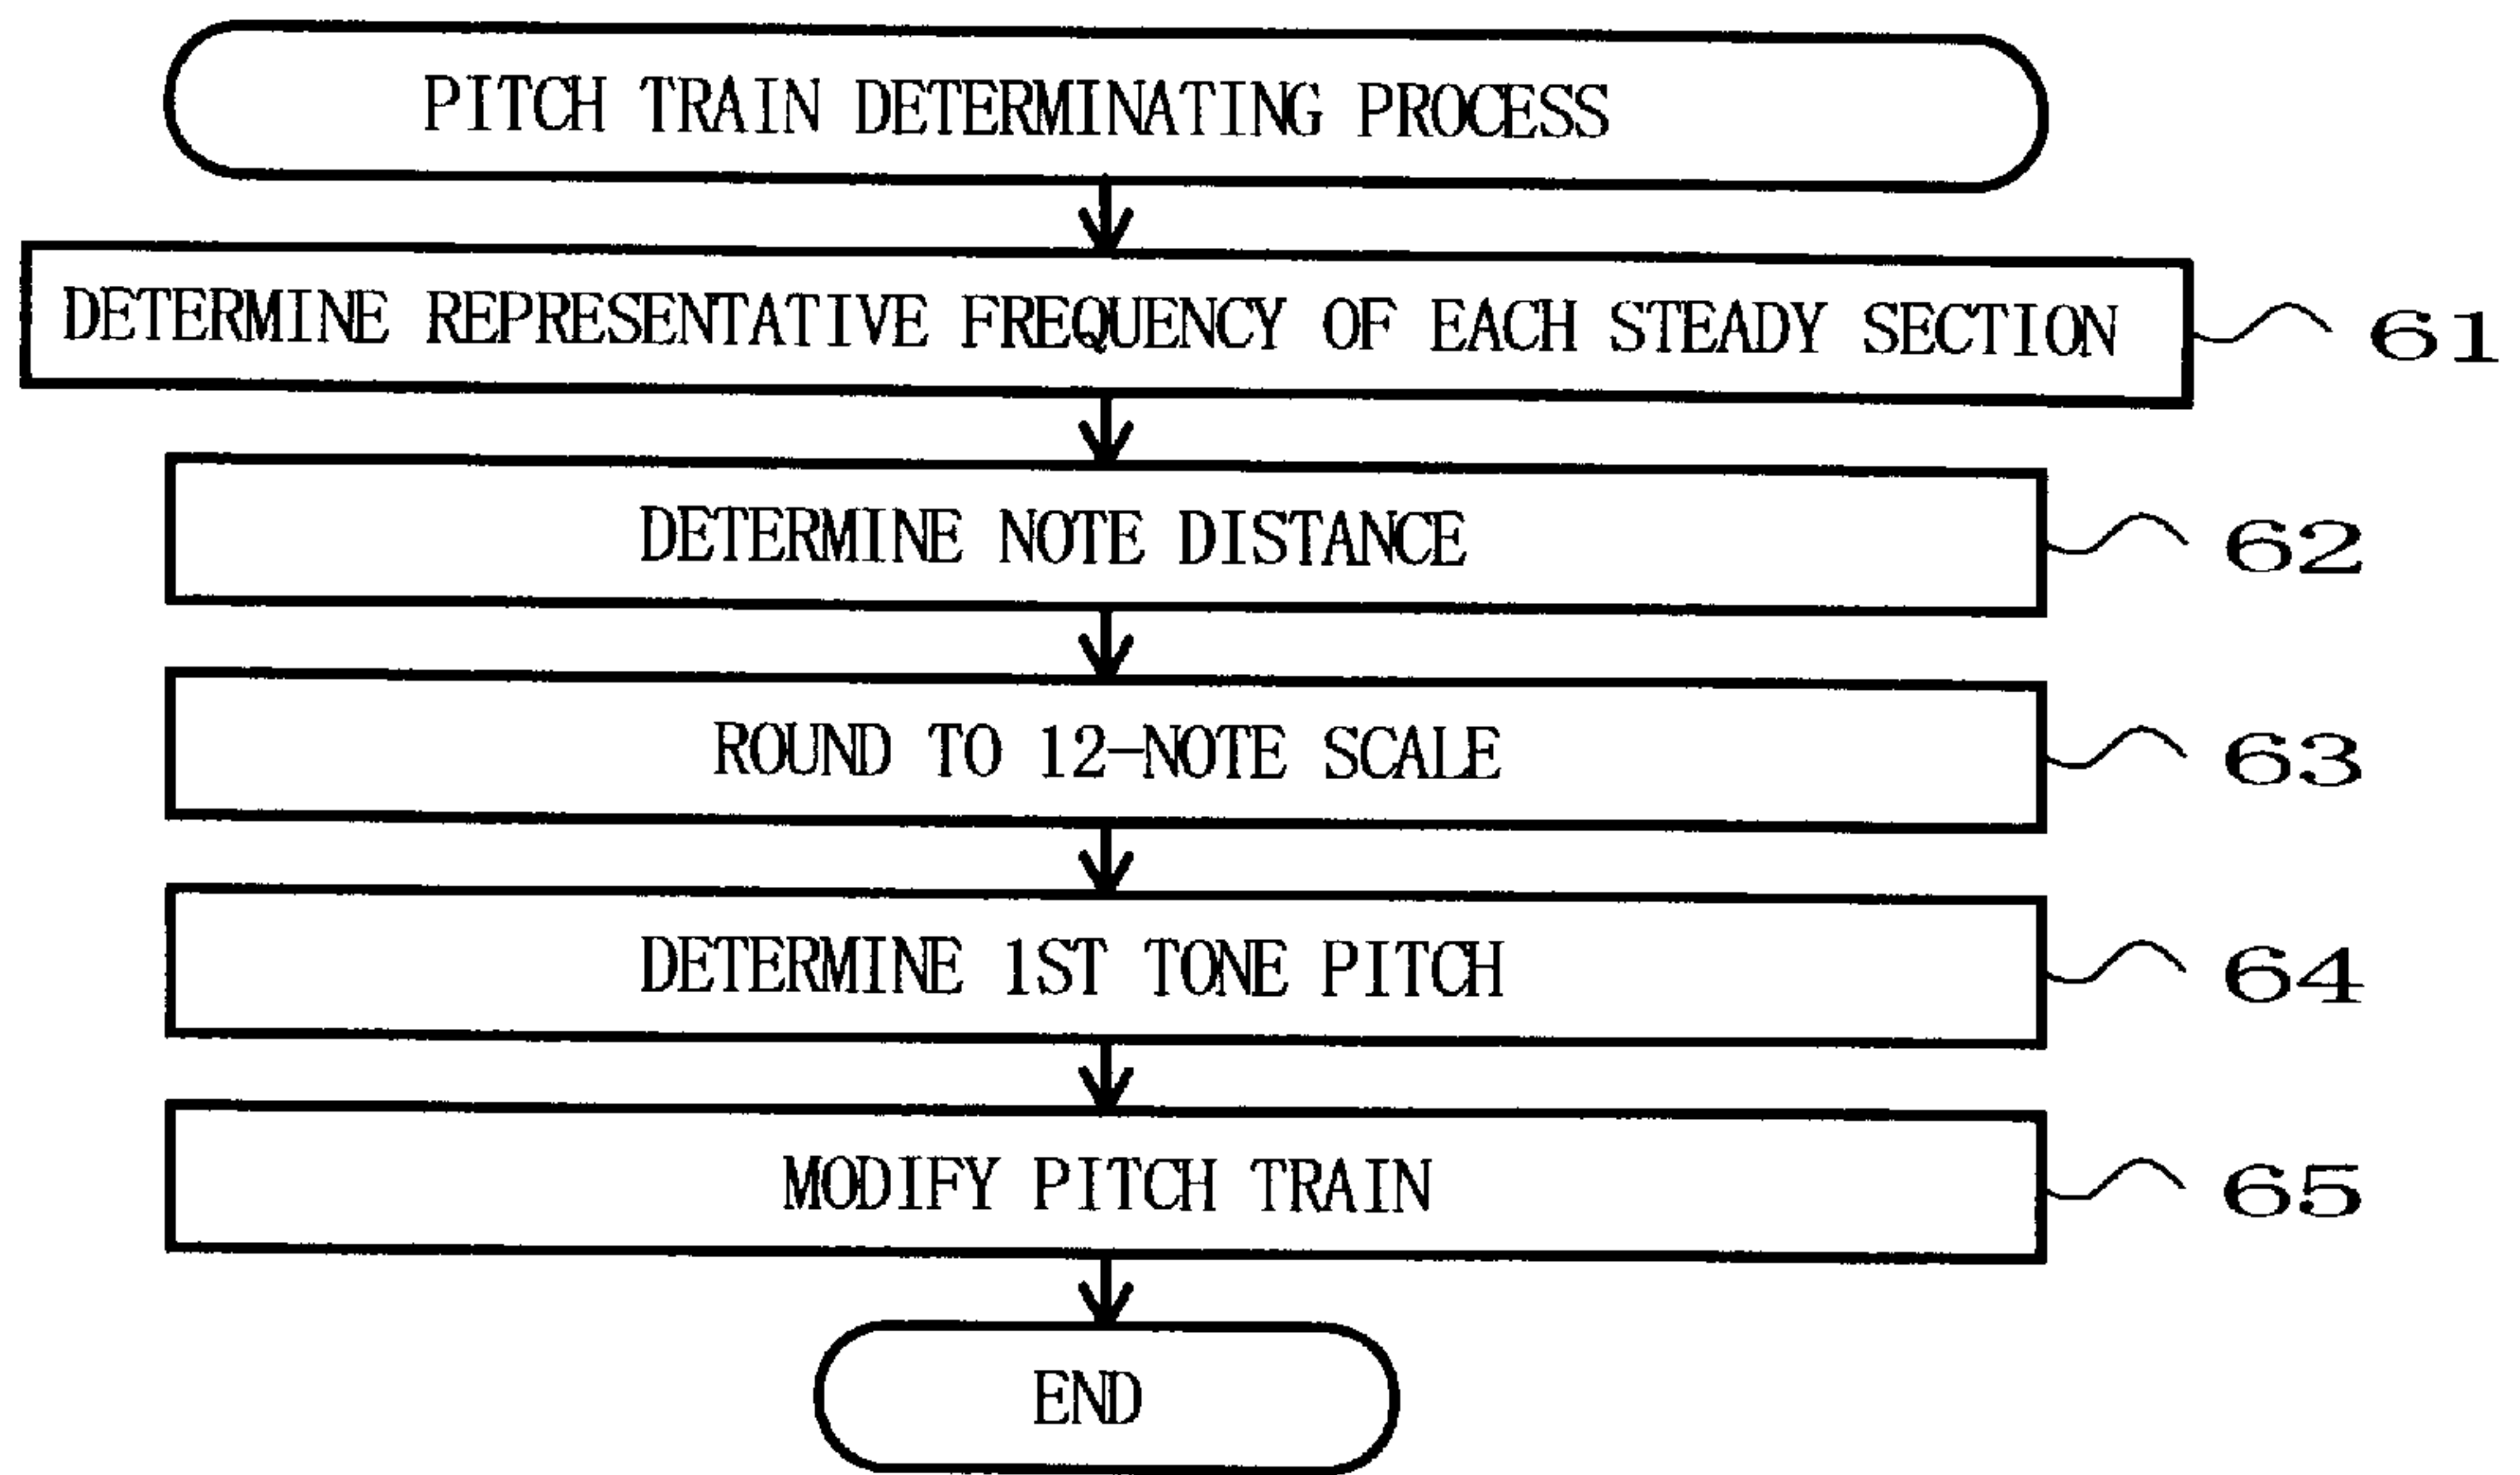 PITCH TRAIN DETERMINATING PROCESS
DETERMINE REPRESENTATIVE FREQUENCY OF EACH STEADY SECTION 61
DETERMINE NOTE DISTANCE 62
ROUND TO 12-NOTE SCALE 63
DETERMINE 1ST TONE PITCH 64
MODIFY PITCH TRAIN 65
END